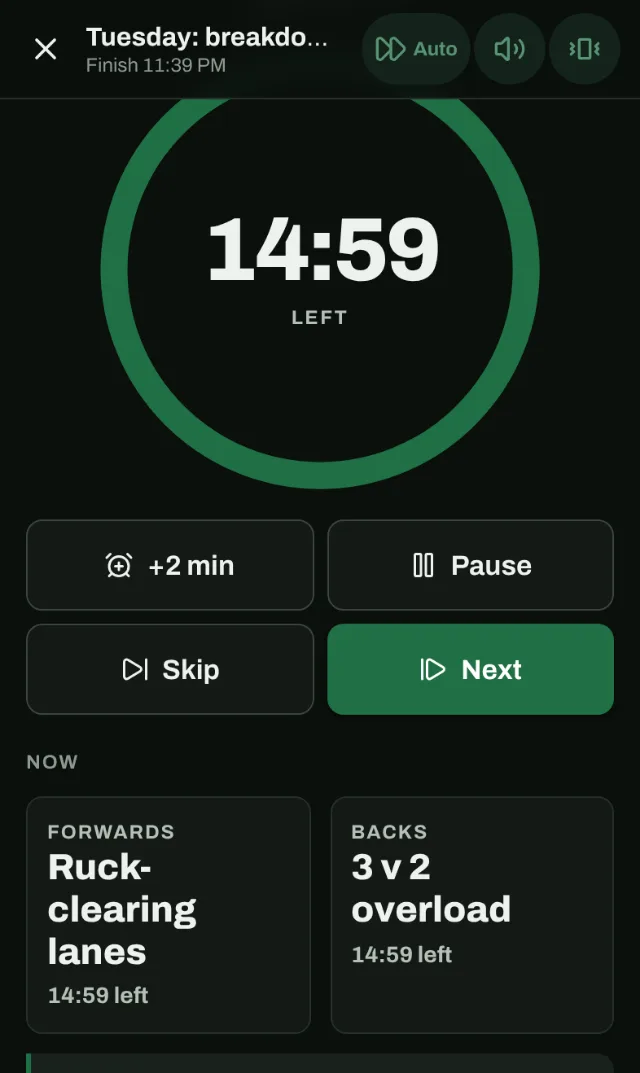 Tuesday: breakdo...
Finish 11:39 PM
Auto
14:59
LEFT
+2 min
Pause
Skip
Next
NOW
FORWARDS
Ruck-
clearing
lanes
14:59 left
BACKS
3 v 2
overload
14:59 left